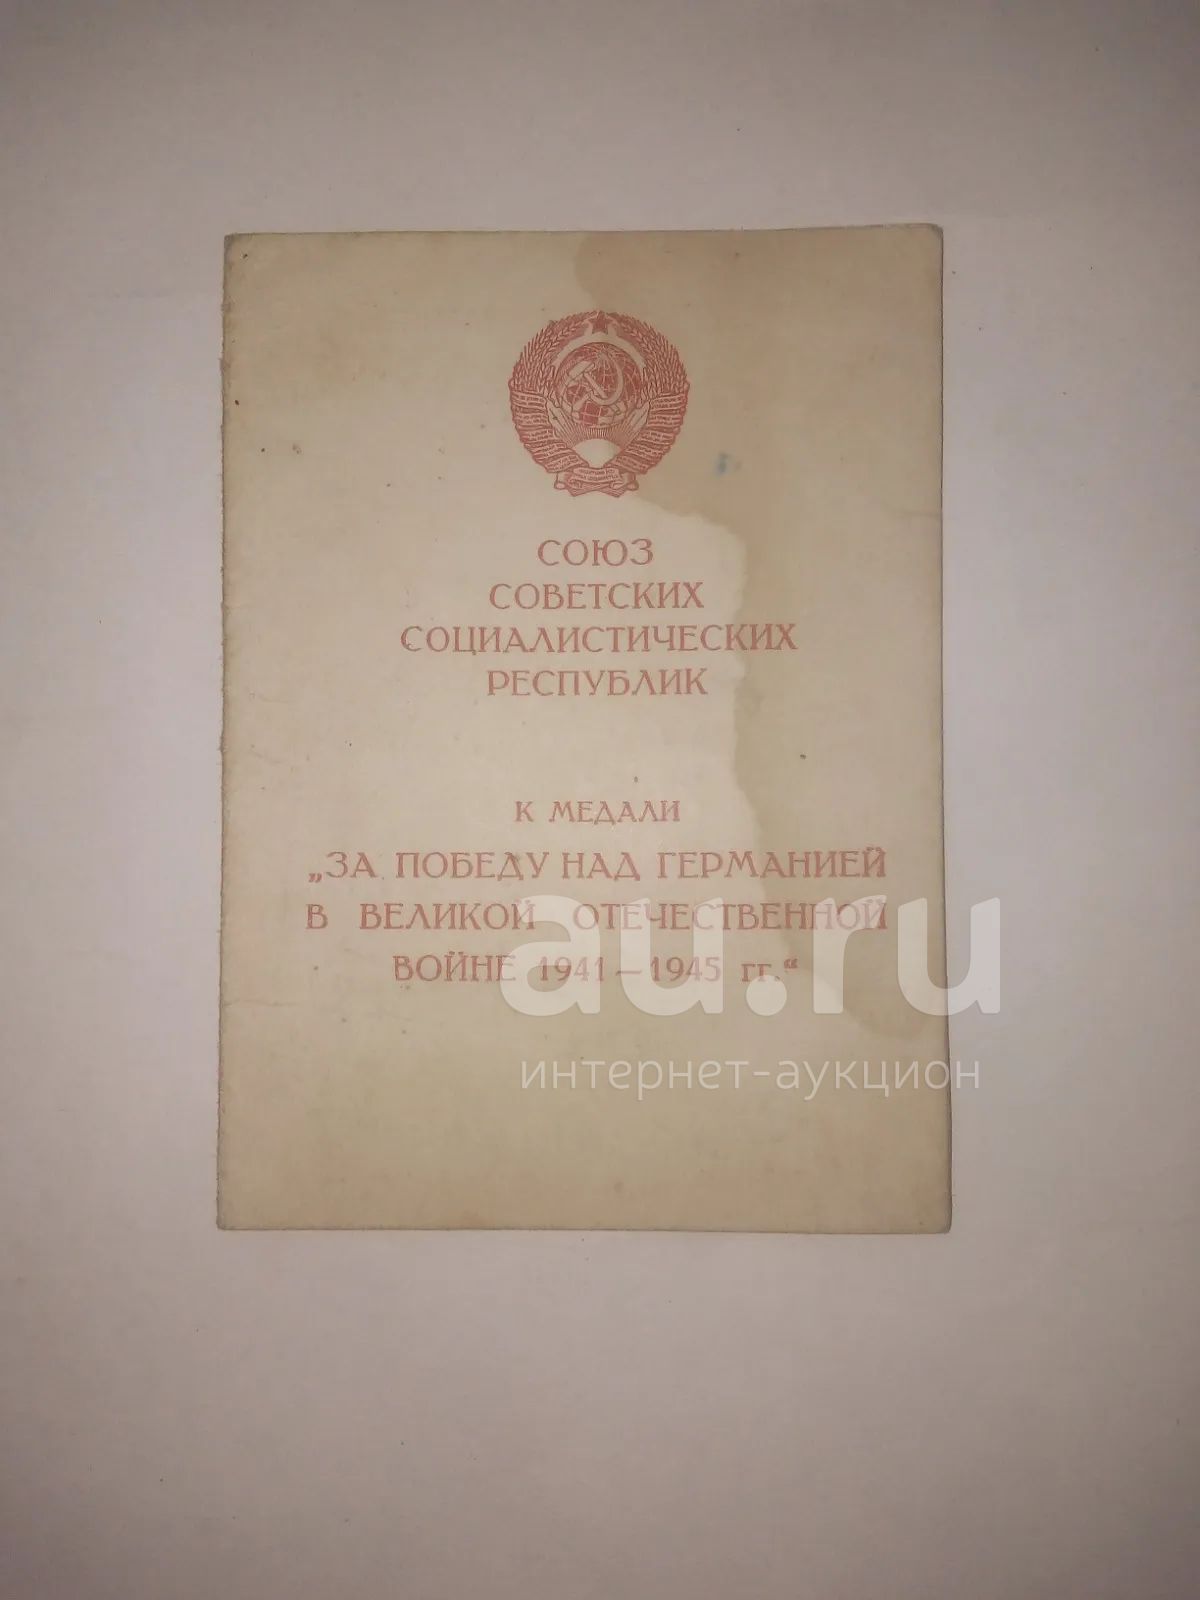 СОЮЗ
СОВЕТСКИХ
СОЦИАЛИСТИЧЕСКИХ
РЕСПУБЛИК
К МЕДАЛИ
„ЗА ПОБЕДУ НАД ГЕРМАНИЕЙ
В ВЕЛИКОЙ ОТЕЧЕСТВЕННОЙ
ВОЙНЕ 1941—1945 гг.“
au.ru
интернет-аукцион